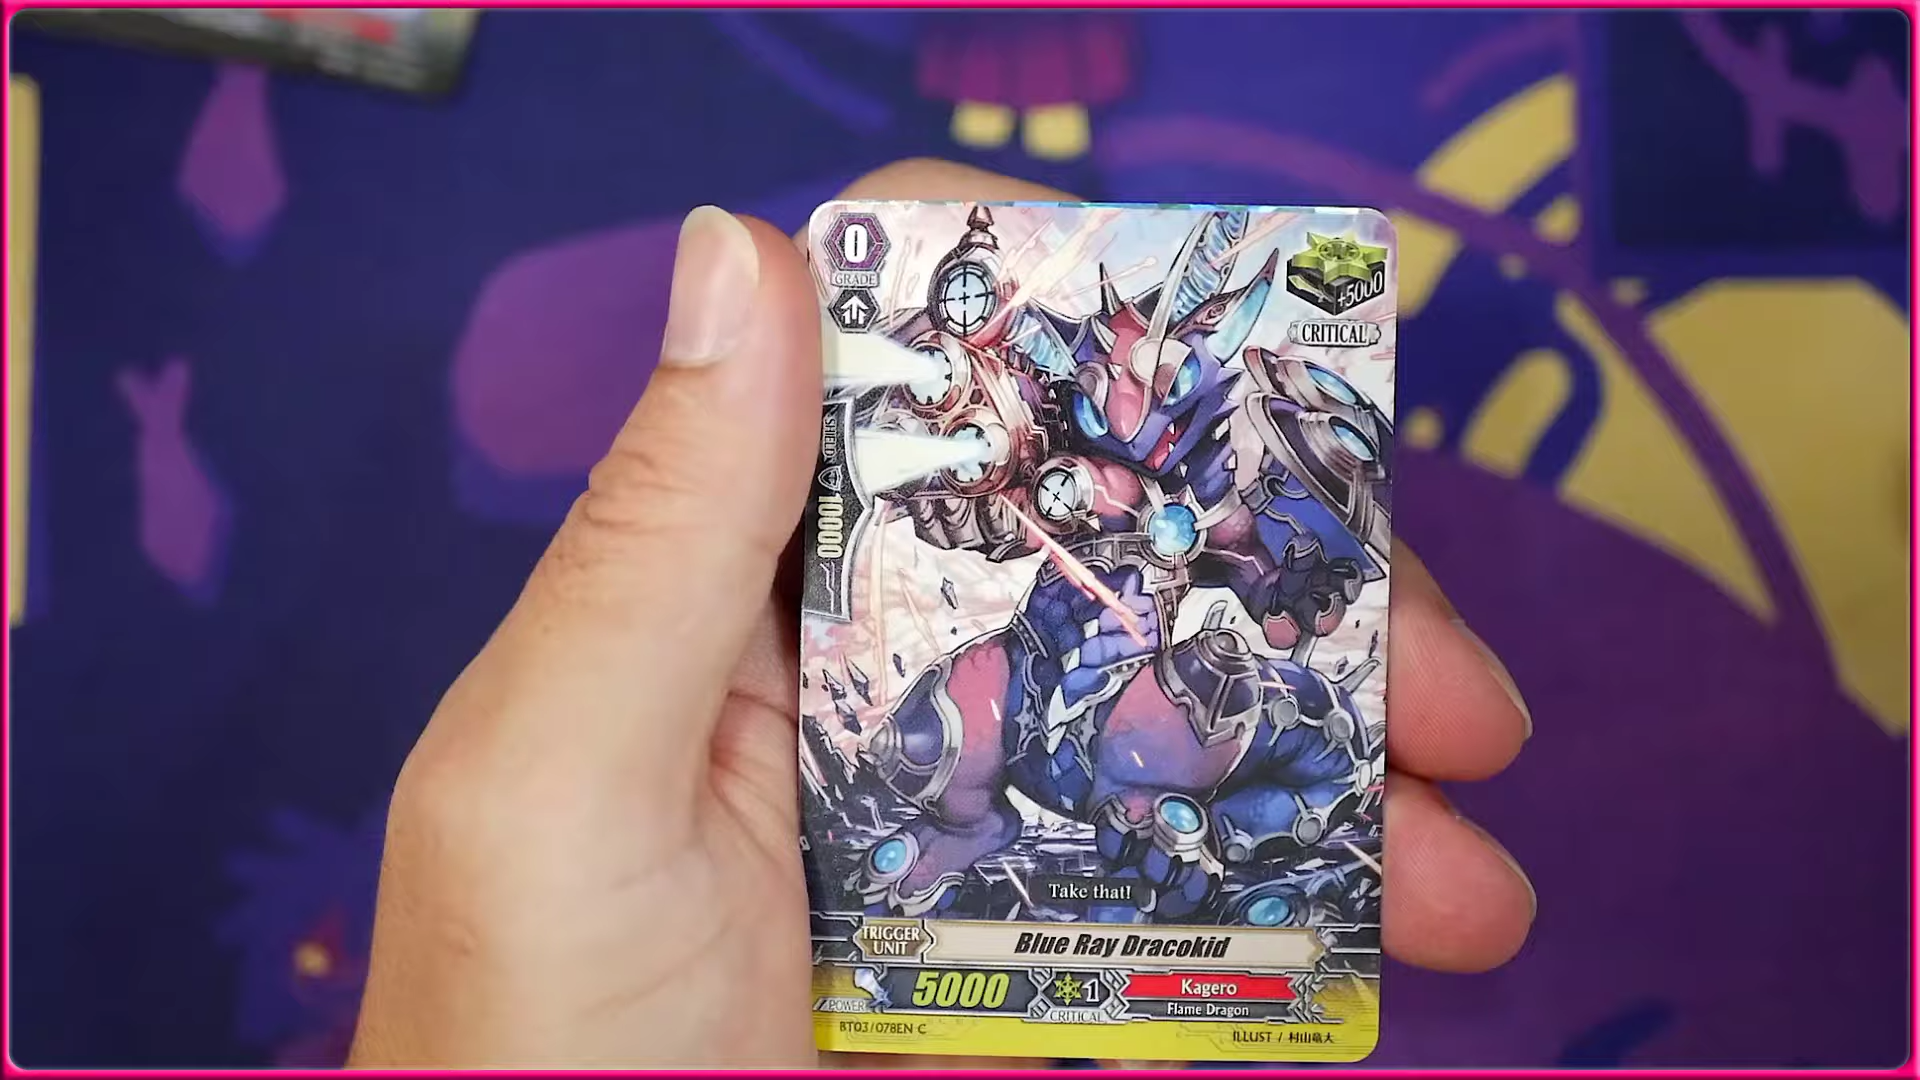 0
GRADE
+5000
CRITICAL
SHIELD
10000
Take that!
TRIGGER
UNIT
Blue Ray Dracokid
POWER
5000
1
CRITICAL
Kagero
Flame Dragon
BT03/078EN C
ILLUST / 村山竜大